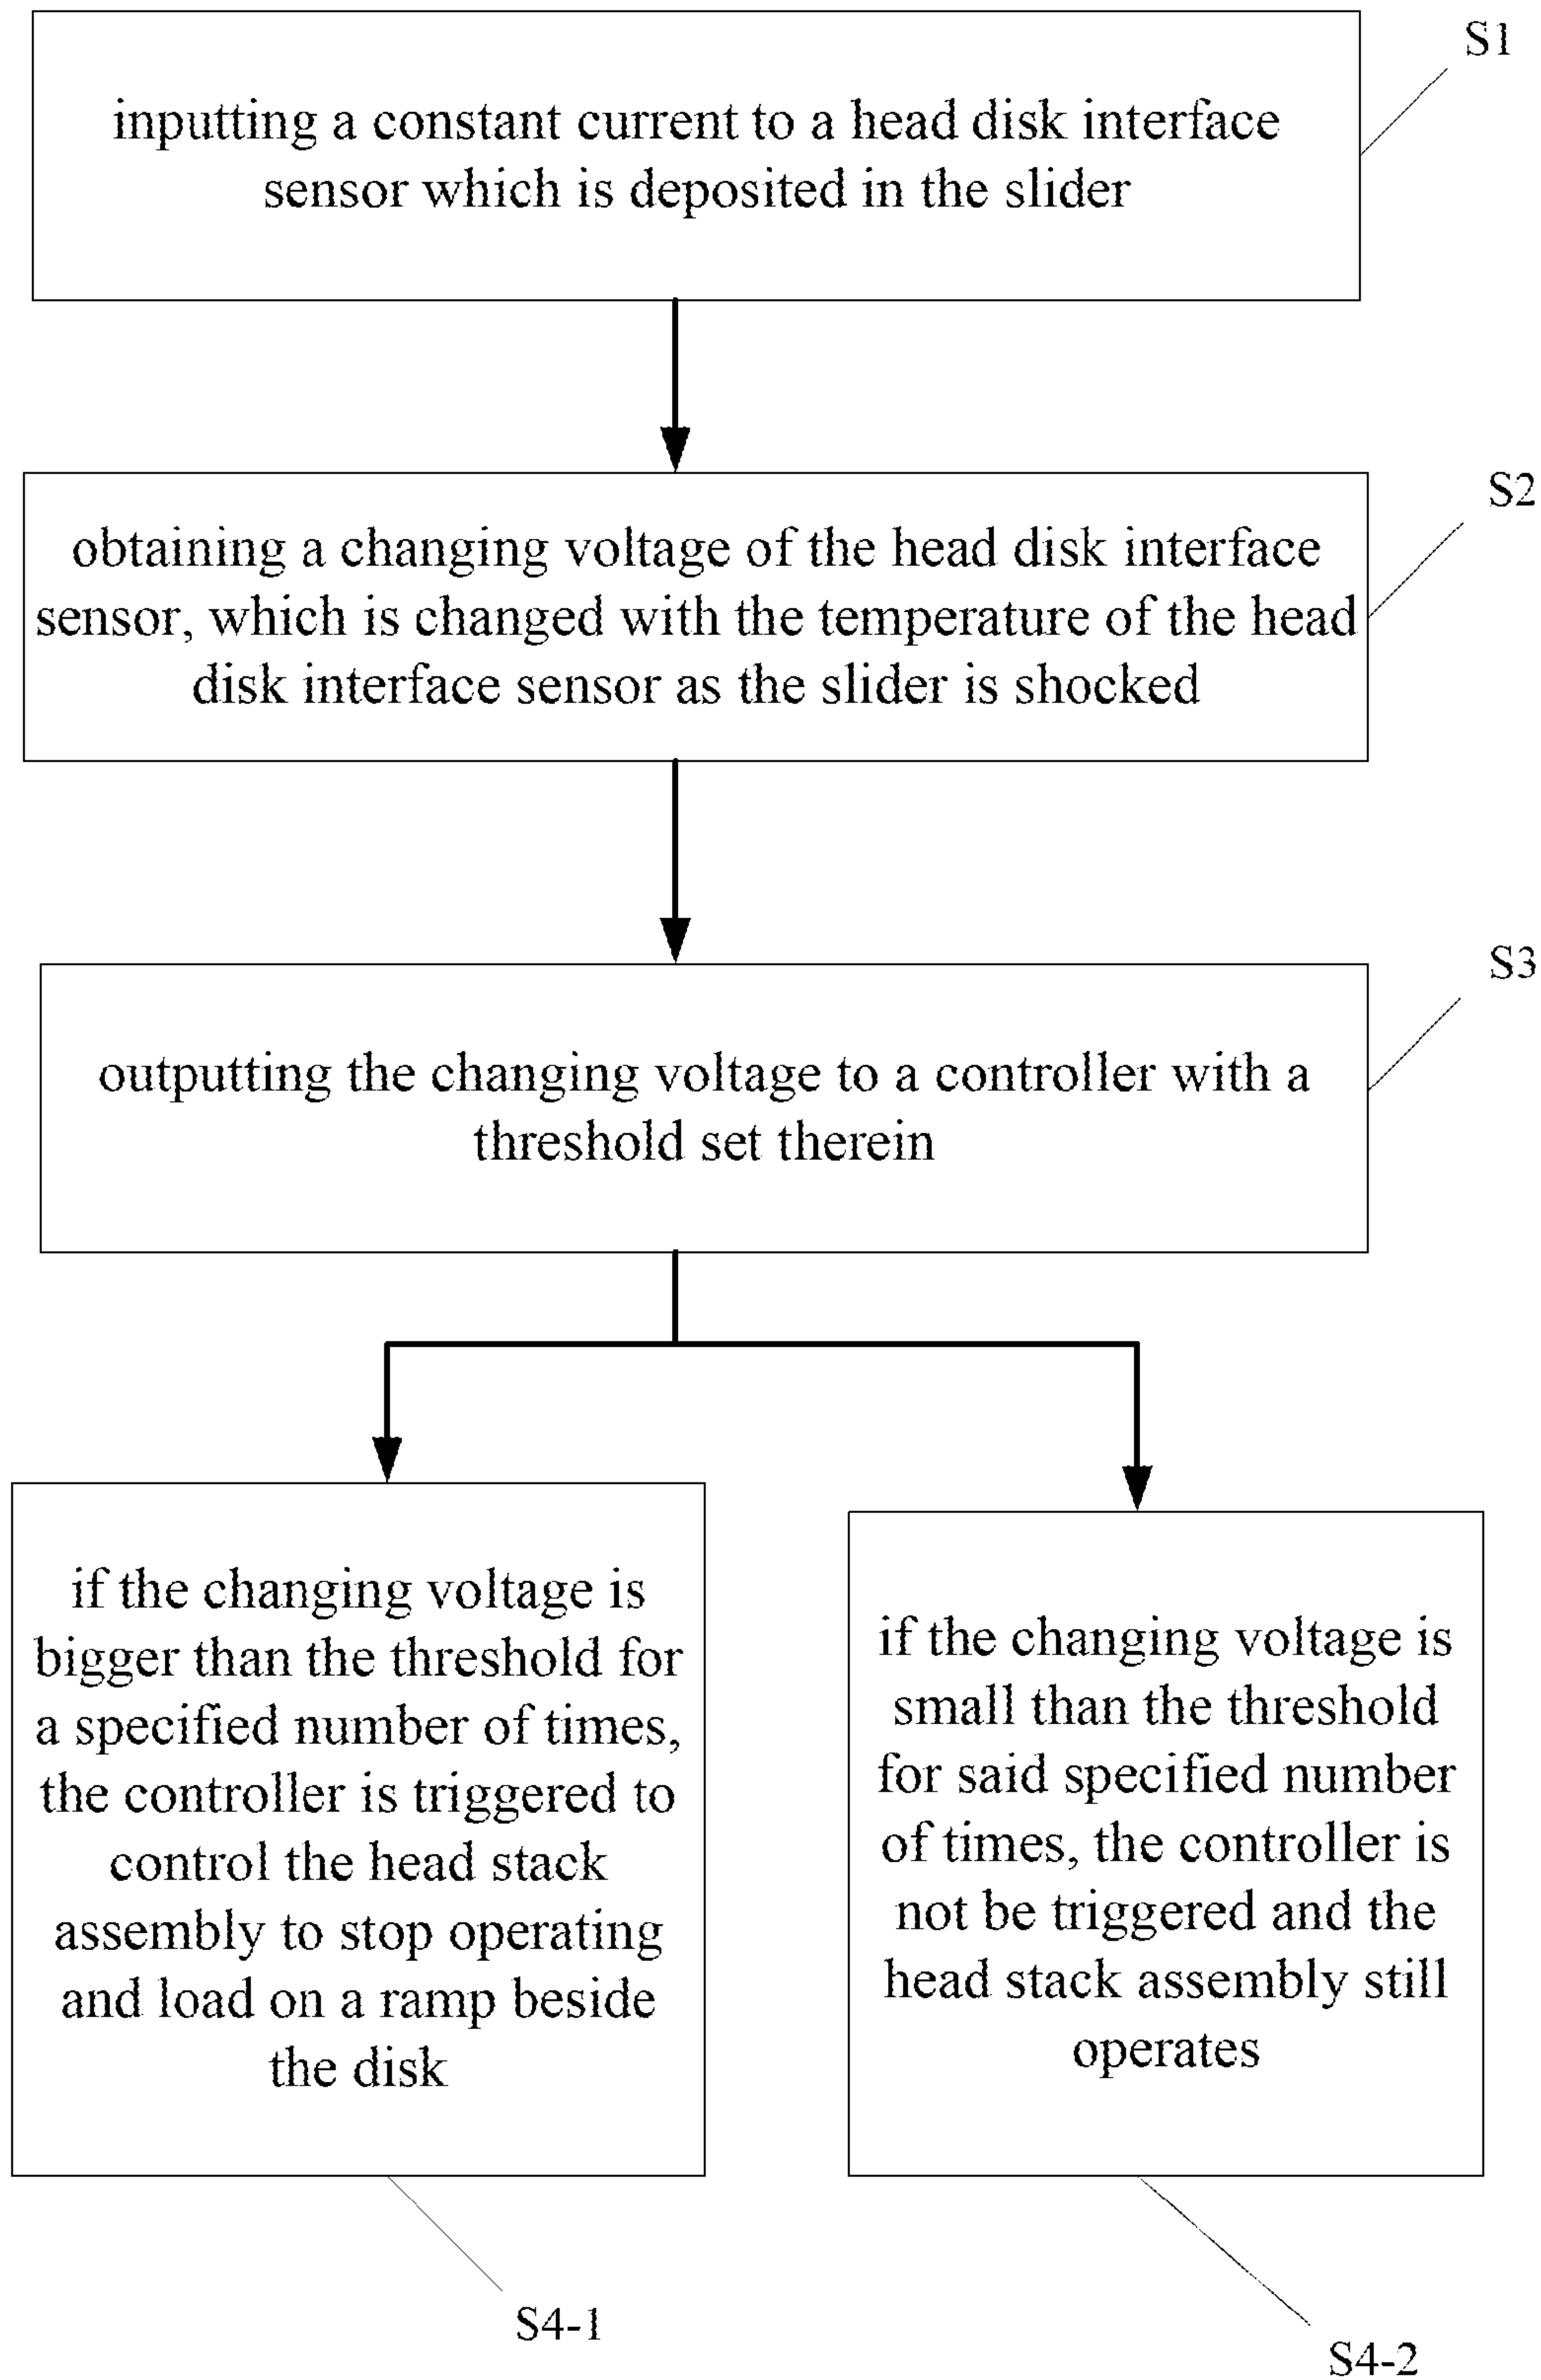 S1
inputting a constant current to a head disk interface
sensor which is deposited in the slider
S2
obtaining a changing voltage of the head disk interface
sensor, which is changed with the temperature of the head
disk interface sensor as the slider is shocked
S3
outputting the changing voltage to a controller with a
threshold set therein
if the changing voltage is
bigger than the threshold for
a specified number of times,
the controller is triggered to
control the head stack
assembly to stop operating
and load on a ramp beside
the disk
S4-1
if the changing voltage is
small than the threshold
for said specified number
of times, the controller is
not be triggered and the
head stack assembly still
operates
S4-2